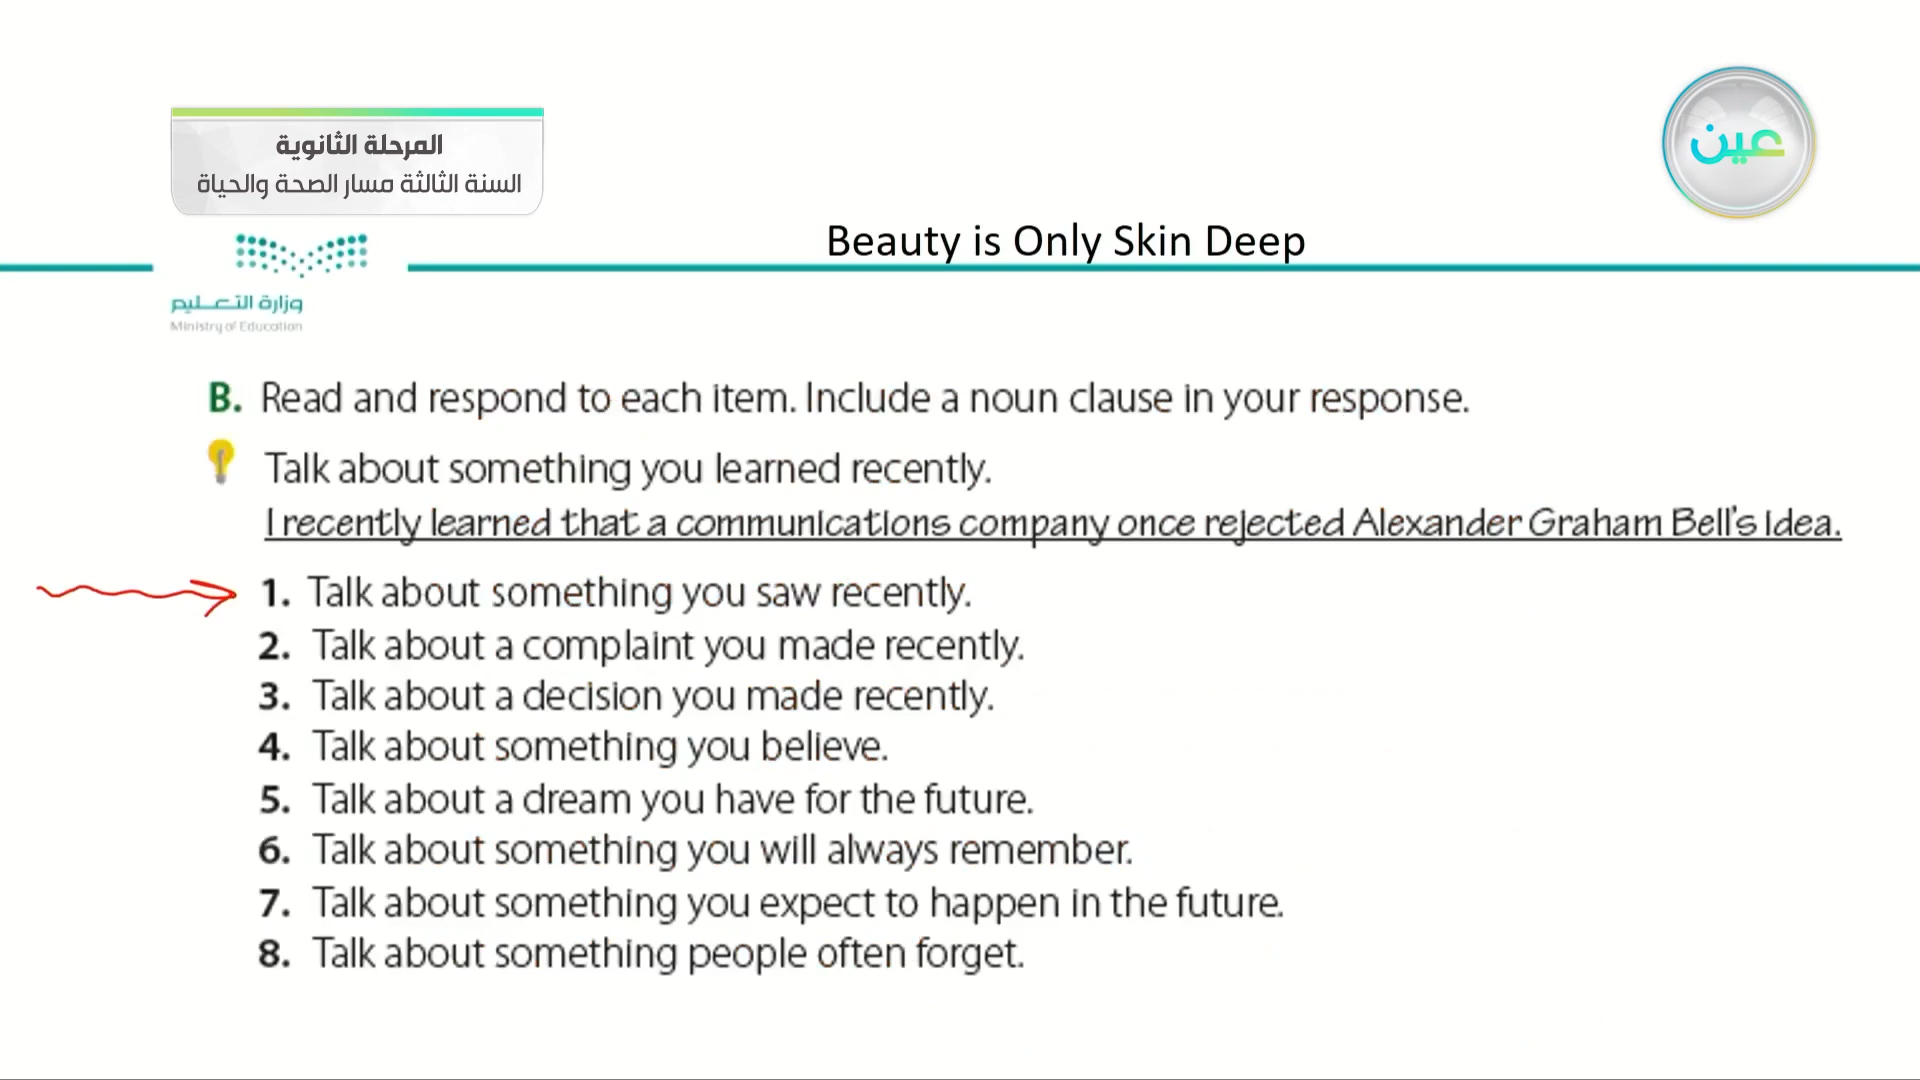 المرحلة الثانوية
السنة الثالثة مسار الصحة والحياة
عين
Beauty is Only Skin Deep
وزارة التعليم
Ministry of Education
B. Read and respond to each item. Include a noun clause in your response.
Talk about something you learned recently.
I recently learned that a communications company once rejected Alexander Graham Bell's idea.
1. Talk about something you saw recently.
2. Talk about a complaint you made recently.
3. Talk about a decision you made recently.
4. Talk about something you believe.
5. Talk about a dream you have for the future.
6. Talk about something you will always remember.
7. Talk about something you expect to happen in the future.
8. Talk about something people often forget.